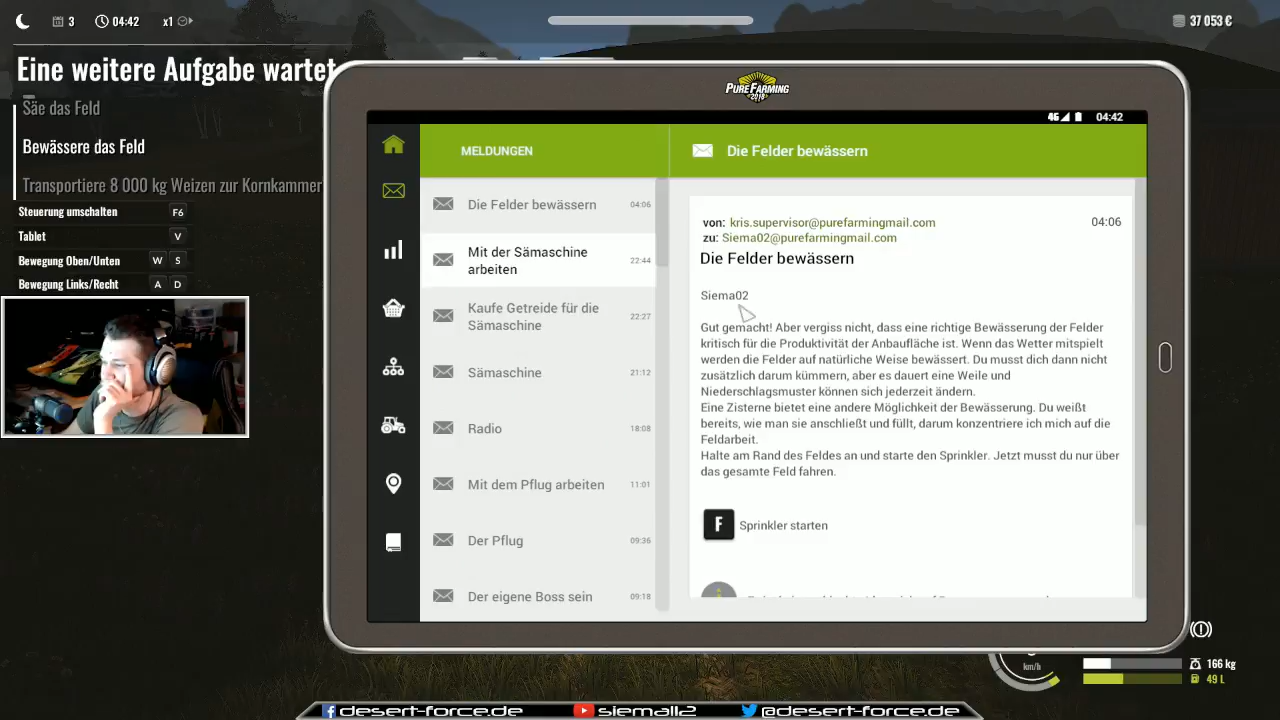 3 04:42 x1
37 053 €
Eine weitere Aufgabe wartet
Säe das Feld
Bewässere das Feld
Transportiere 8 000 kg Weizen zur Kornkammer
Steuerung umschalten F6
Tablet V
Bewegung Oben/Unten W S
Bewegung Links/Recht A D
PURE FARMING
2018
4G 04:42
MELDUNGEN
Die Felder bewässern 04:06
Mit der Sämaschine
arbeiten 22:44
Kaufe Getreide für die
Sämaschine 22:27
Sämaschine 21:12
Radio 18:08
Mit dem Pflug arbeiten 11:01
Der Pflug 09:36
Der eigene Boss sein 09:18
Die Felder bewässern
von: kris.supervisor@purefarmingmail.com 04:06
zu: Siema02@purefarmingmail.com
Die Felder bewässern
Siema02
Gut gemacht! Aber vergiss nicht, dass eine richtige Bewässerung der Felder
kritisch für die Produktivität der Anbaufläche ist. Wenn das Wetter mitspielt
werden die Felder auf natürliche Weise bewässert. Du musst dich dann nicht
zusätzlich darum kümmern, aber es dauert eine Weile und
Niederschlagsmuster können sich jederzeit ändern.
Eine Zisterne bietet eine andere Möglichkeit der Bewässerung. Du weißt
bereits, wie man sie anschließt und füllt, darum konzentriere ich mich auf die
Feldarbeit.
Halte am Rand des Feldes an und starte den Sprinkler. Jetzt musst du nur über
das gesamte Feld fahren.
F Sprinkler starten
km/h
166 kg
49 L
desert-force.de siemall2 @desert-force.de